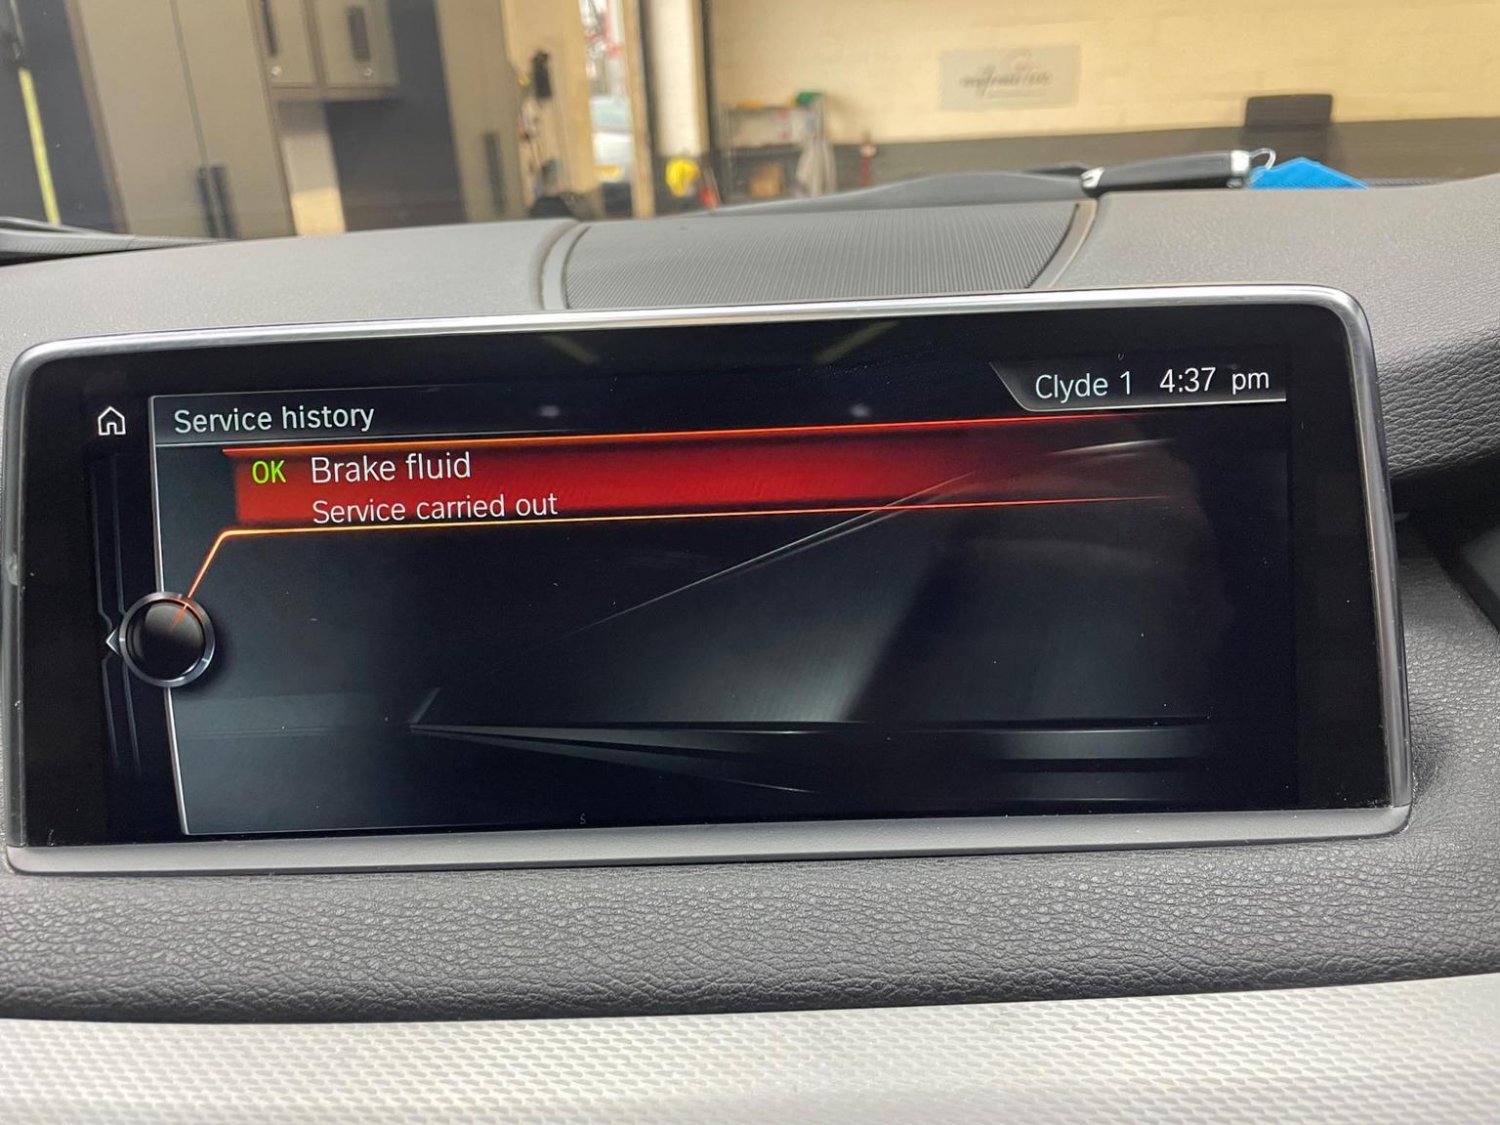 Clyde 1 4:37 pm
Service history
OK Brake fluid
Service carried out